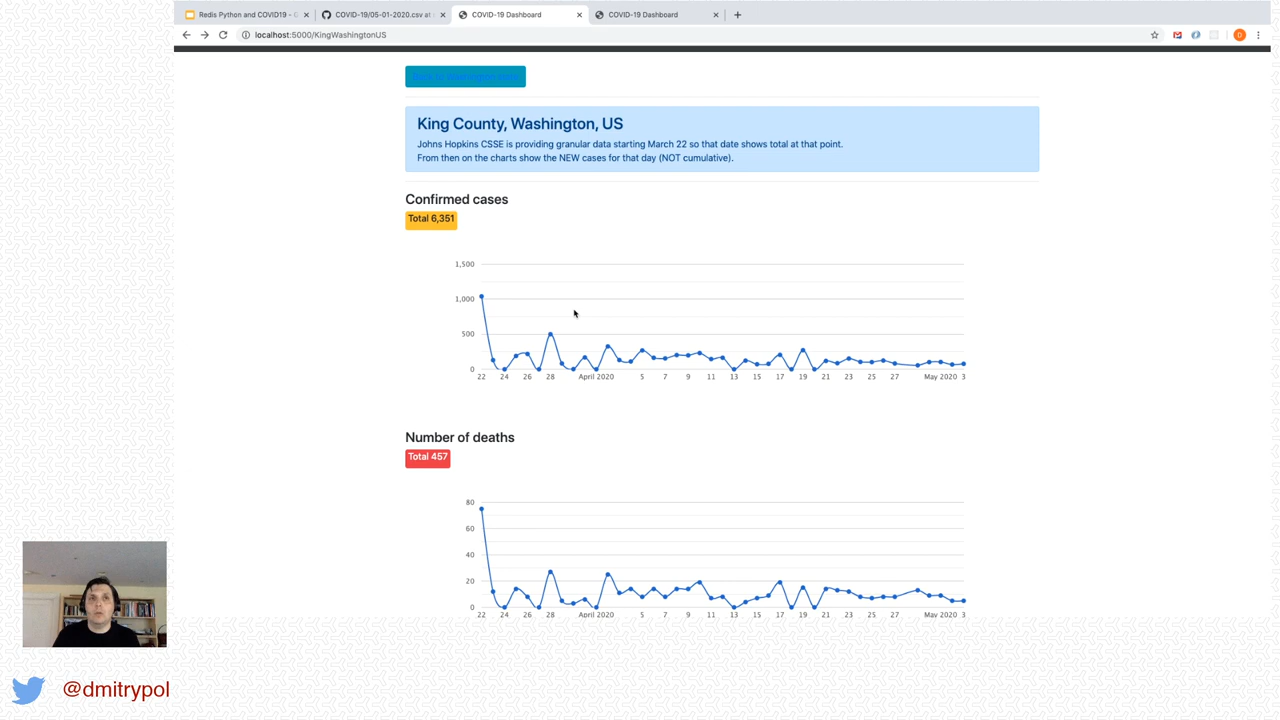 Redis Python and COVID19 - G
COVID-19/05-01-2020.csv at
COVID-19 Dashboard
COVID-19 Dashboard
localhost:5000/KingWashingtonUS
King County, Washington, US
Johns Hopkins CSSE is providing granular data starting March 22 so that date shows total at that point.
From then on the charts show the NEW cases for that day (NOT cumulative).
Confirmed cases
Total 6,351
1,500
1,000
500
0
22 24 26 28 April 2020 5 7 9 11 13 15 17 19 21 23 25 27 May 2020 3
Number of deaths
Total 457
80
60
40
20
0
22 24 26 28 April 2020 5 7 9 11 13 15 17 19 21 23 25 27 May 2020 3
@dmitrypol